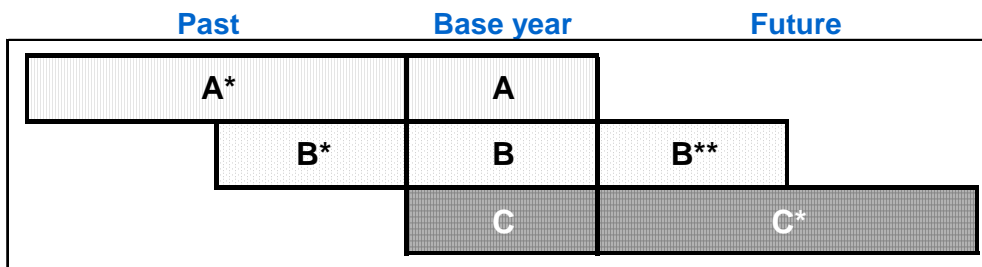 Past Base year Future
A* A
B* B B**
C C*